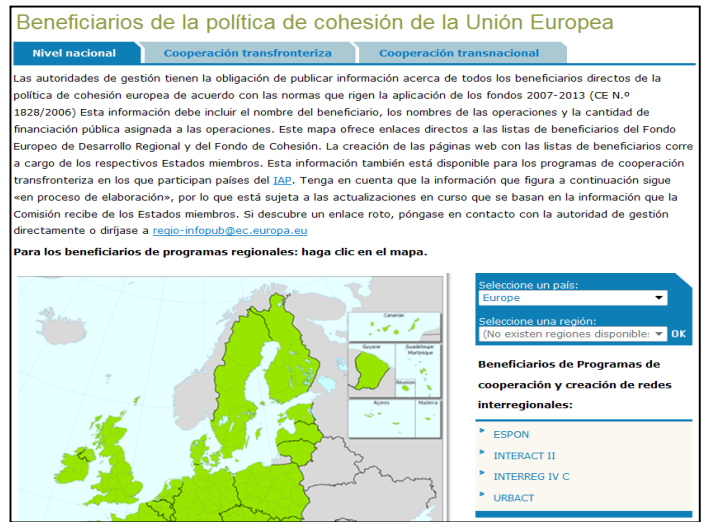 Beneficiarios de la política de cohesión de la Unión Europea
Nivel nacional
Cooperación transfronteriza
Cooperación transnacional
Las autoridades de gestión tienen la obligación de publicar información acerca de todos los beneficiarios directos de la
política de cohesión europea de acuerdo con las normas que rigen la aplicación de los fondos 2007-2013 (CE N.º
1828/2006) Esta información debe incluir el nombre del beneficiario, los nombres de las operaciones y la cantidad de
financiación pública asignada a las operaciones. Este mapa ofrece enlaces directos a las listas de beneficiarios del Fondo
Europeo de Desarrollo Regional y del Fondo de Cohesión. La creación de las páginas web con las listas de beneficiarios corre
a cargo de los respectivos Estados miembros. Esta información también está disponible para los programas de cooperación
transfronteriza en los que participan países del IAP. Tenga en cuenta que la información que figura a continuación sigue
«en proceso de elaboración», por lo que está sujeta a las actualizaciones en curso que se basan en la información que la
Comisión recibe de los Estados miembros. Si descubre un enlace roto, póngase en contacto con la autoridad de gestión
directamente o diríjase a regio-infopub@ec.europa.eu
Para los beneficiarios de programas regionales: haga clic en el mapa.
Canarias
Guyane
Guadeloupe
Martinique
Réunion
Açores
Madeira
Seleccione un país:
Europe
Seleccione una región:
(No existen regiones disponible:
OK
Beneficiarios de Programas de
cooperación y creación de redes
interregionales:
ESPON
INTERACT II
INTERREG IV C
URBACT